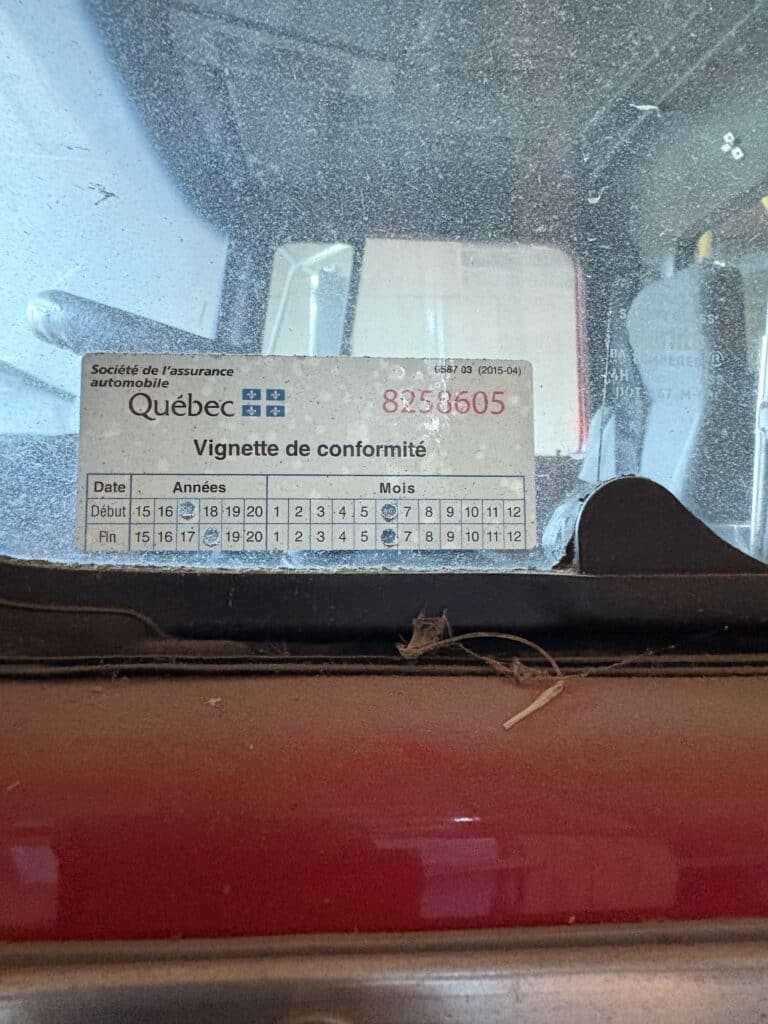 Société de l'assurance
automobile
6587 03 (2015-04)
Québec
8258605
Vignette de conformité
Date Années Mois
Début 15 16 18 19 20 1 2 3 4 5 7 8 9 10 11 12
Fin 15 16 17 19 20 1 2 3 4 5 7 8 9 10 11 12